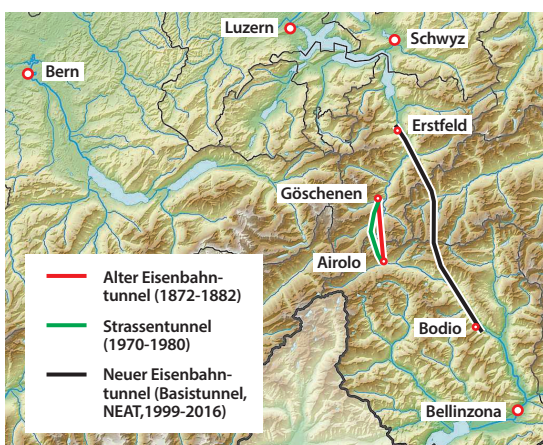 Luzern
Schwyz
Bern
Erstfeld
Göschenen
Airolo
Bodio
Bellinzona
Alter Eisenbahn-
tunnel (1872-1882)
Strassentunnel
(1970-1980)
Neuer Eisenbahn-
tunnel (Basistunnel,
NEAT,1999-2016)